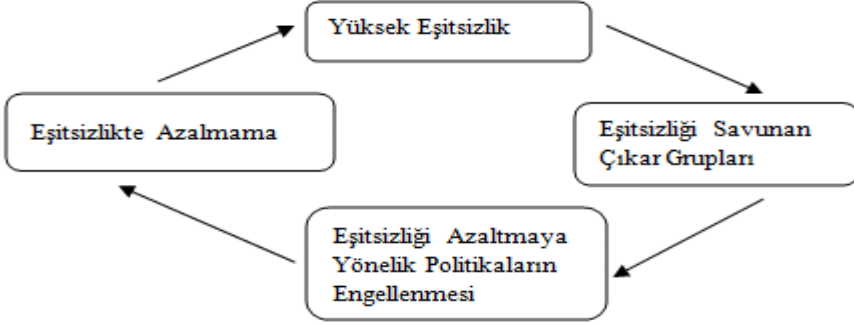 Yüksek Eşitsizlik
Eşitsizliği Savunan
Çıkar Grupları
Eşitsizliği Azaltmaya
Yönelik Politikaların
Engellenmesi
Eşitsizlikte Azalmama